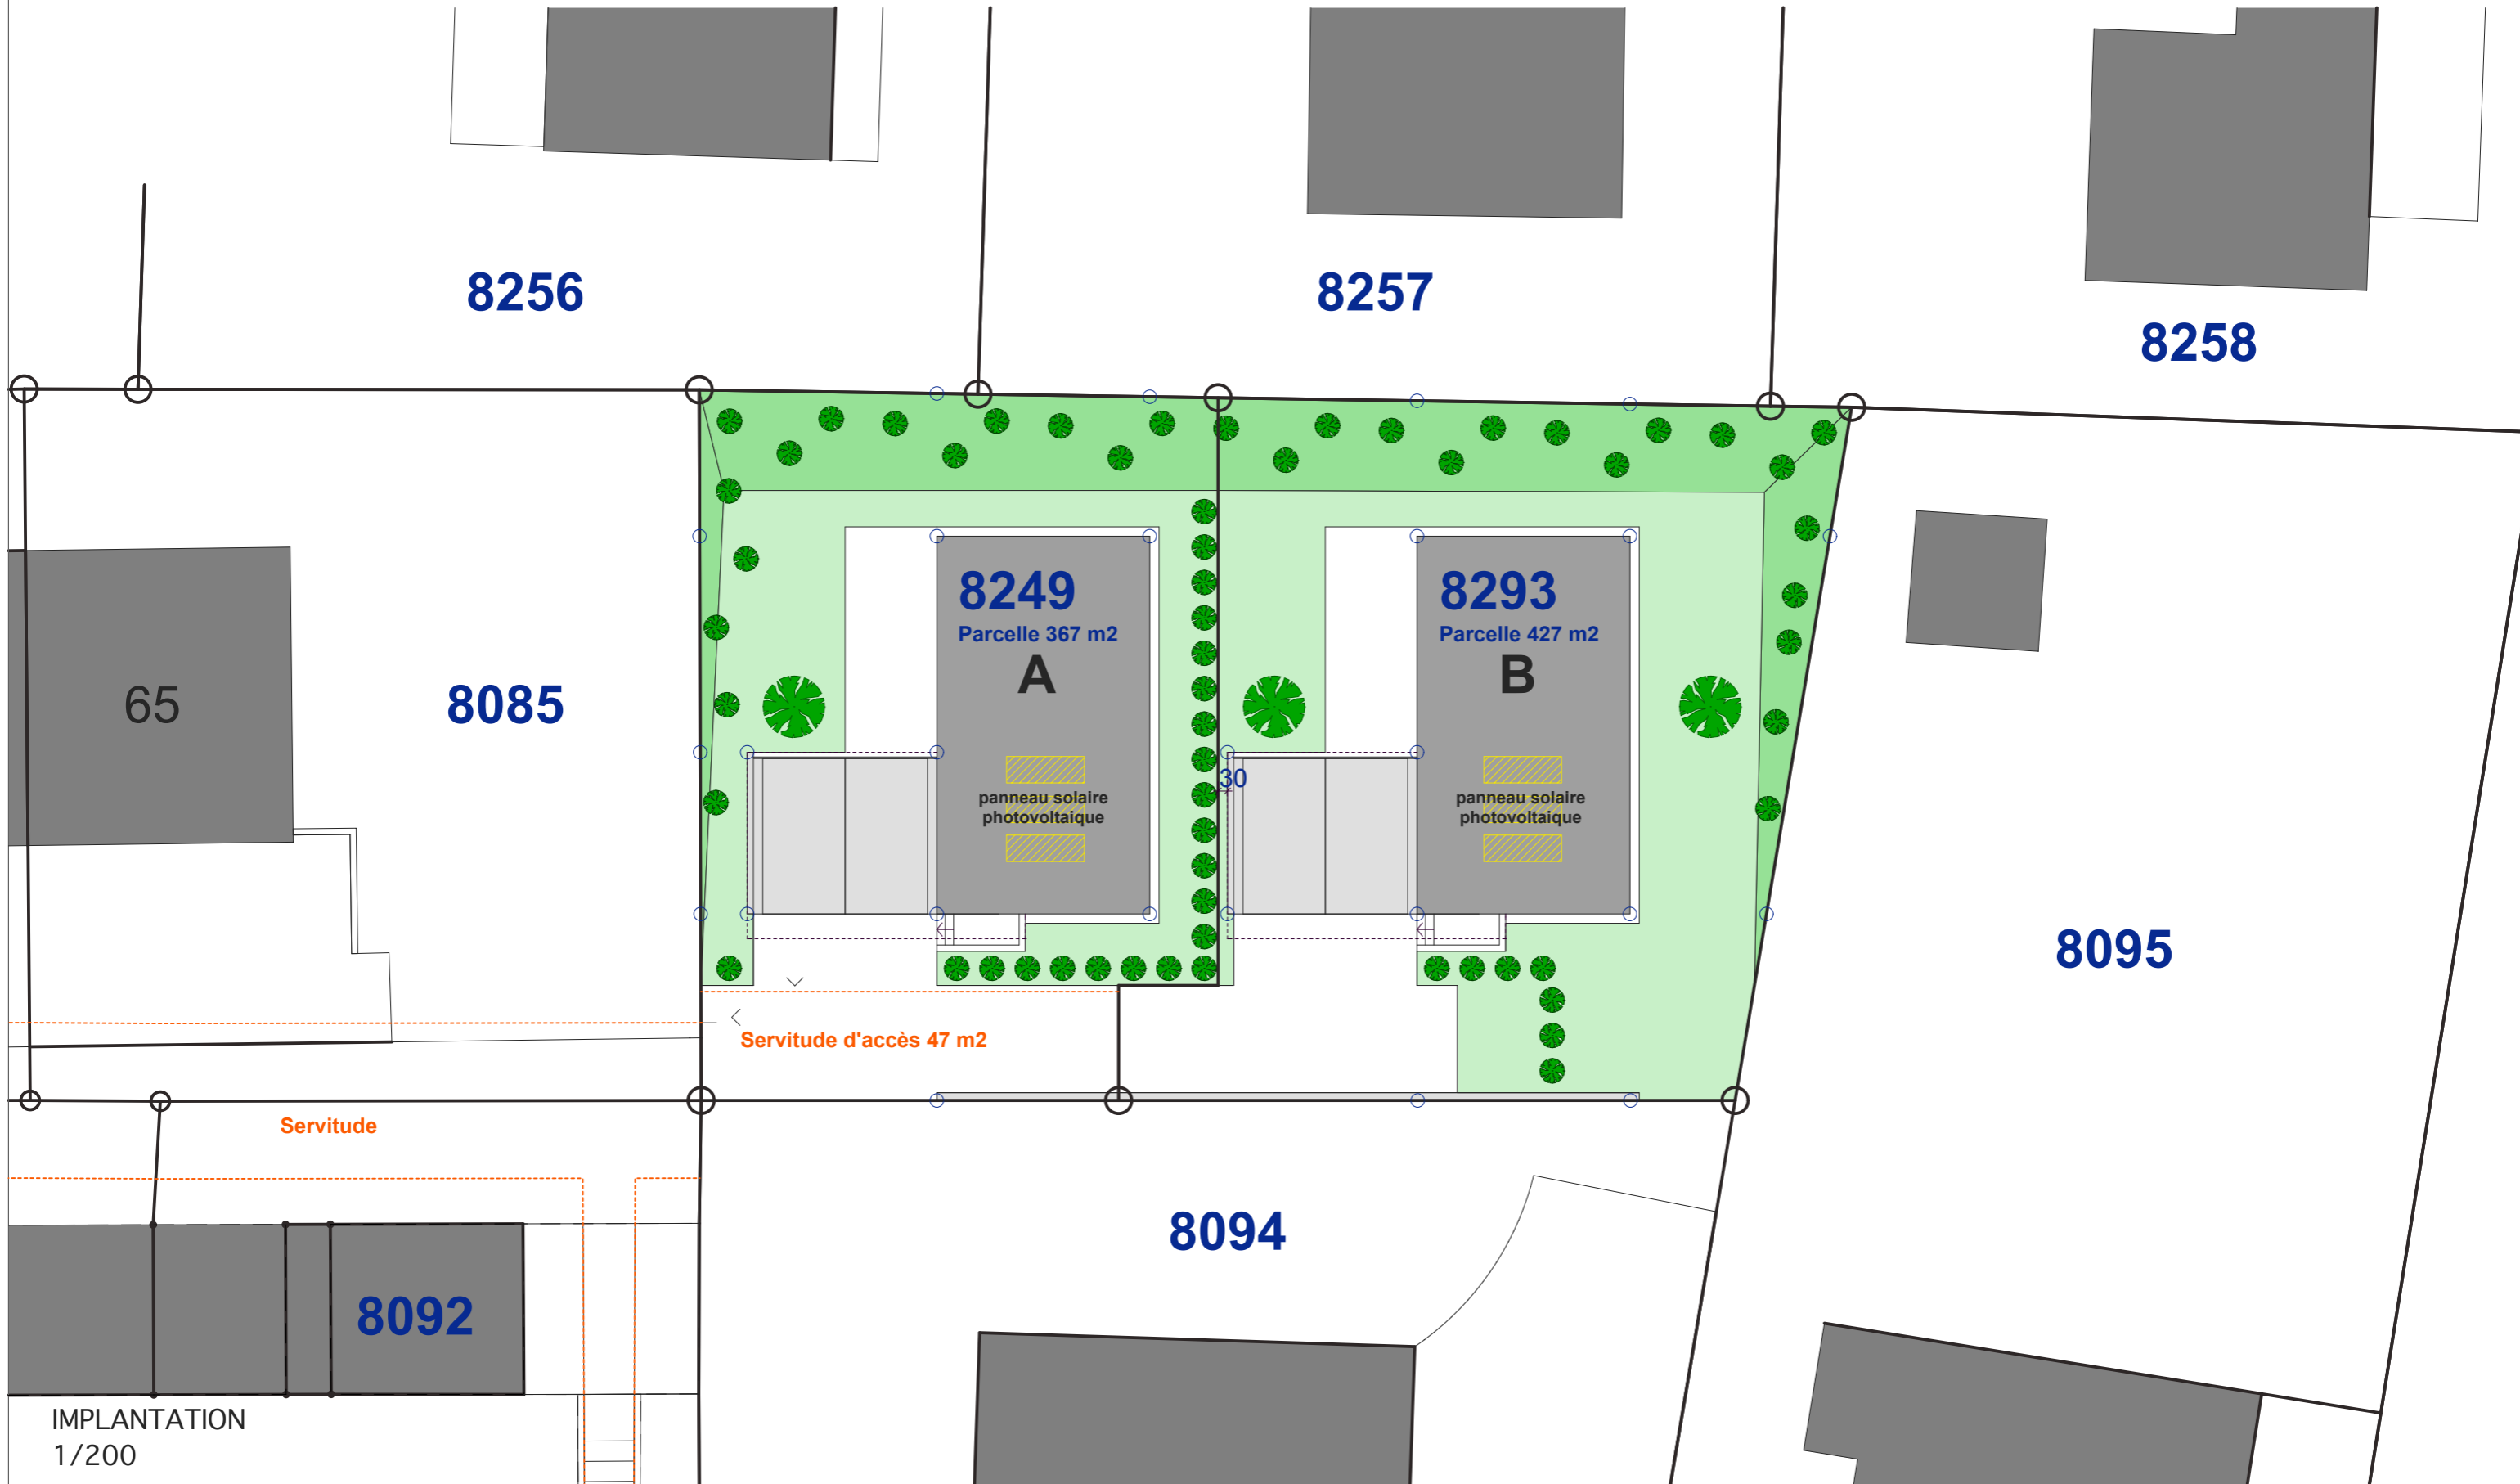 8256
8257
8258
8249
Parcelle 367 m2
A
8293
Parcelle 427 m2
B
65
8085
30
panneau solaire
photovoltaique
panneau solaire
photovoltaique
8095
Servitude d'accès 47 m2
Servitude
8094
8092
IMPLANTATION
1/200